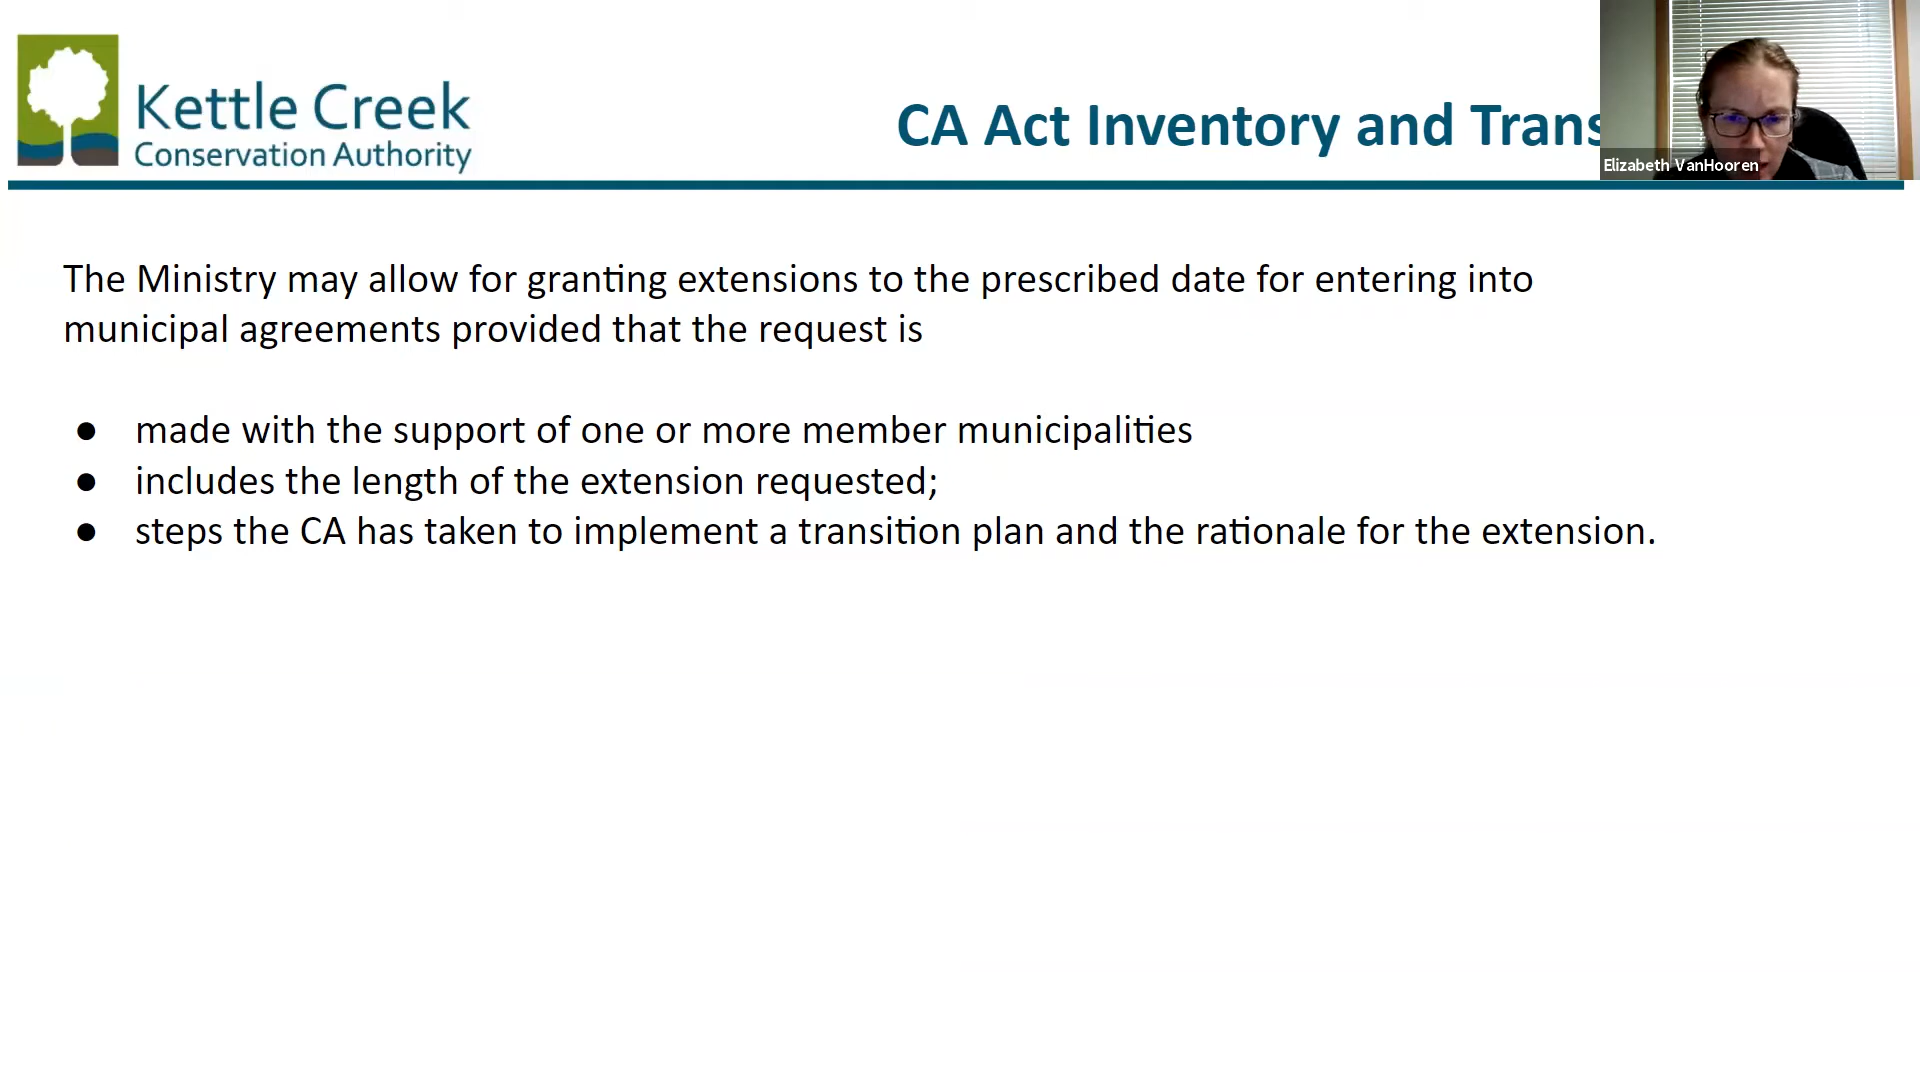 Kettle Creek
Conservation Authority
CA Act Inventory and Trans
Elizabeth VanHooren
The Ministry may allow for granting extensions to the prescribed date for entering into
municipal agreements provided that the request is
● made with the support of one or more member municipalities
● includes the length of the extension requested;
● steps the CA has taken to implement a transition plan and the rationale for the extension.